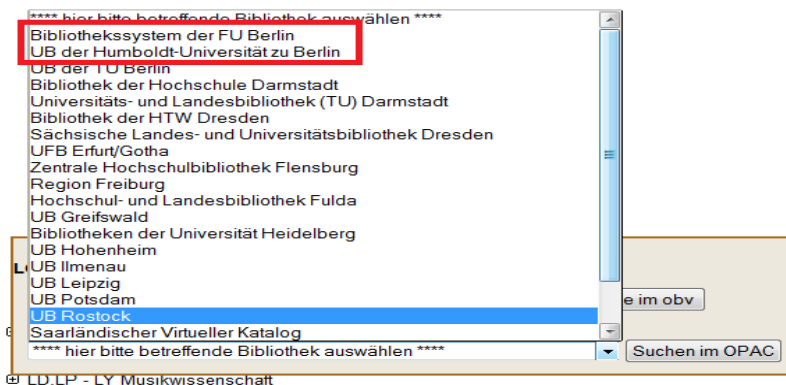 **** hier bitte betreffende Bibliothek auswählen ****
Bibliothekssystem der FU Berlin
UB der Humboldt-Universität zu Berlin
UB der TU Berlin
Bibliothek der Hochschule Darmstadt
Universitäts- und Landesbibliothek (TU) Darmstadt
Bibliothek der HTW Dresden
Sächsische Landes- und Universitätsbibliothek Dresden
UFB Erfurt/Gotha
Zentrale Hochschulbibliothek Flensburg
Region Freiburg
Hochschul- und Landesbibliothek Fulda
UB Greifswald
Bibliotheken der Universität Heidelberg
UB Hohenheim
UB Ilmenau
UB Leipzig
UB Potsdam
e im obv
UB Rostock
Saarländischer Virtueller Katalog
**** hier bitte betreffende Bibliothek auswählen ****
Suchen im OPAC
LD.LP - LY Musikwissenschaft